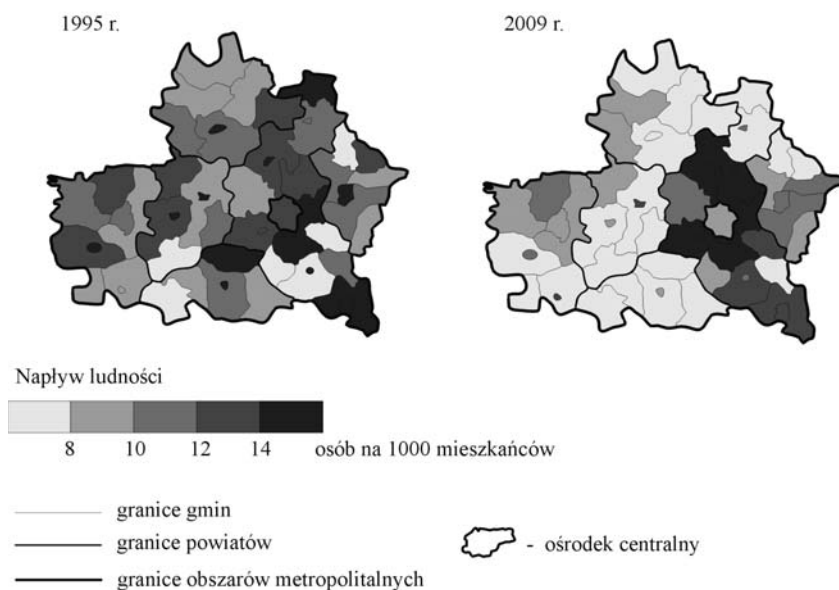 1995 r.
2009 r.
Napływ ludności
8 10 12 14 osób na 1000 mieszkańców
granice gmin
granice powiatów
- ośrodek centralny
granice obszarów metropolitalnych